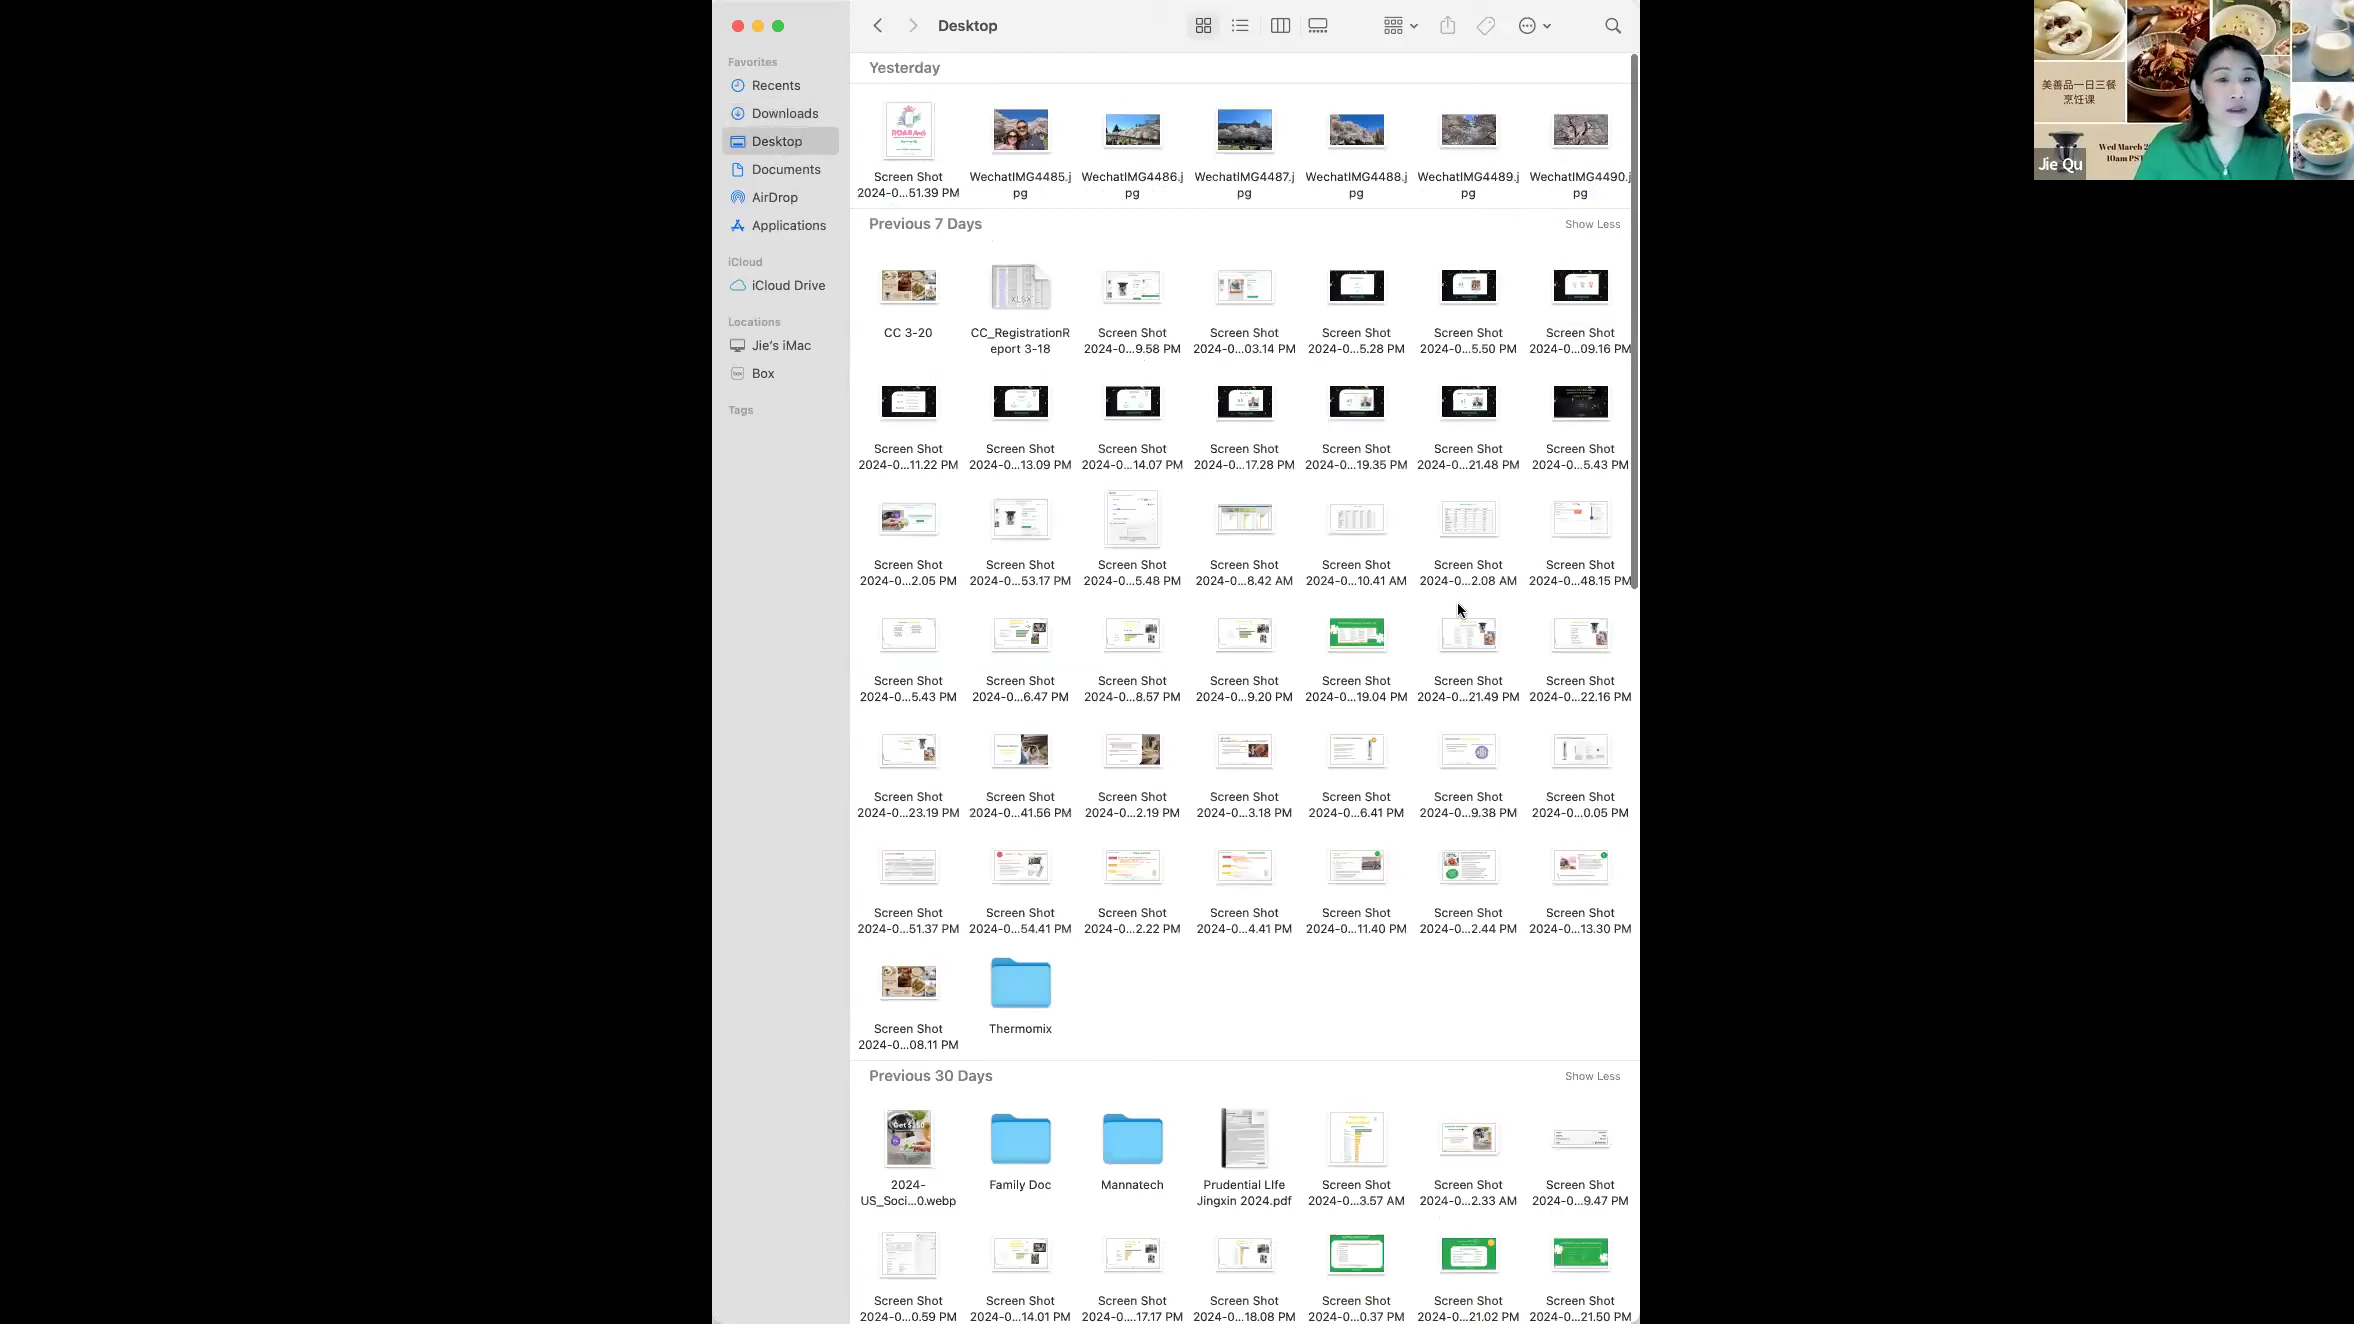 Desktop
Favorites
Recents
Downloads
Desktop
Documents
AirDrop
Applications
iCloud
iCloud Drive
Locations
Jie's iMac
Box
Tags
Yesterday
Screen Shot
2024-0...51.39 PM
WechatIMG4485.j
pg
WechatIMG4486.j
pg
WechatIMG4487.j
pg
WechatIMG4488.j
pg
WechatIMG4489.j
pg
WechatIMG4490.j
pg
Previous 7 Days
Show Less
CC 3-20
XLSX
CC_RegistrationR
eport 3-18
Screen Shot
2024-0...9.58 PM
Screen Shot
2024-0...03.14 PM
Screen Shot
2024-0...5.28 PM
Screen Shot
2024-0...5.50 PM
Screen Shot
2024-0...09.16 PM
Screen Shot
2024-0...11.22 PM
Screen Shot
2024-0...13.09 PM
Screen Shot
2024-0...14.07 PM
Screen Shot
2024-0...17.28 PM
Screen Shot
2024-0...19.35 PM
Screen Shot
2024-0...21.48 PM
Screen Shot
2024-0...5.43 PM
Screen Shot
2024-0...2.05 PM
Screen Shot
2024-0...53.17 PM
Screen Shot
2024-0...5.48 PM
Screen Shot
2024-0...8.42 AM
Screen Shot
2024-0...10.41 AM
Screen Shot
2024-0...2.08 AM
Screen Shot
2024-0...48.15 PM
Screen Shot
2024-0...5.43 PM
Screen Shot
2024-0...6.47 PM
Screen Shot
2024-0...8.57 PM
Screen Shot
2024-0...9.20 PM
Screen Shot
2024-0...19.04 PM
Screen Shot
2024-0...21.49 PM
Screen Shot
2024-0...22.16 PM
Screen Shot
2024-0...23.19 PM
Screen Shot
2024-0...41.56 PM
Screen Shot
2024-0...2.19 PM
Screen Shot
2024-0...3.18 PM
Screen Shot
2024-0...6.41 PM
Screen Shot
2024-0...9.38 PM
Screen Shot
2024-0...0.05 PM
Screen Shot
2024-0...51.37 PM
Screen Shot
2024-0...54.41 PM
Screen Shot
2024-0...2.22 PM
Screen Shot
2024-0...4.41 PM
Screen Shot
2024-0...11.40 PM
Screen Shot
2024-0...2.44 PM
Screen Shot
2024-0...13.30 PM
Screen Shot
2024-0...08.11 PM
Thermomix
Previous 30 Days
Show Less
2024-
US_Soci...0.webp
Family Doc
Mannatech
Prudential LIfe
Jingxin 2024.pdf
Screen Shot
2024-0...3.57 AM
Screen Shot
2024-0...2.33 AM
Screen Shot
2024-0...9.47 PM
Screen Shot
2024-0...0.59 PM
Screen Shot
2024-0...14.01 PM
Screen Shot
2024-0....17.17 PM
Screen Shot
2024-0...18.08 PM
Screen Shot
2024-0...0.37 PM
Screen Shot
2024-0...21.02 PM
Screen Shot
2024-0...21.50 PM
美善品一日三餐
烹饪课
Wed March 2
10am PST
Jie Qu